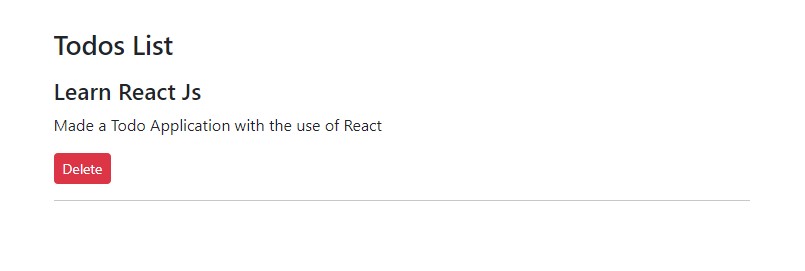 Todos List
Learn React Js
Made a Todo Application with the use of React
Delete